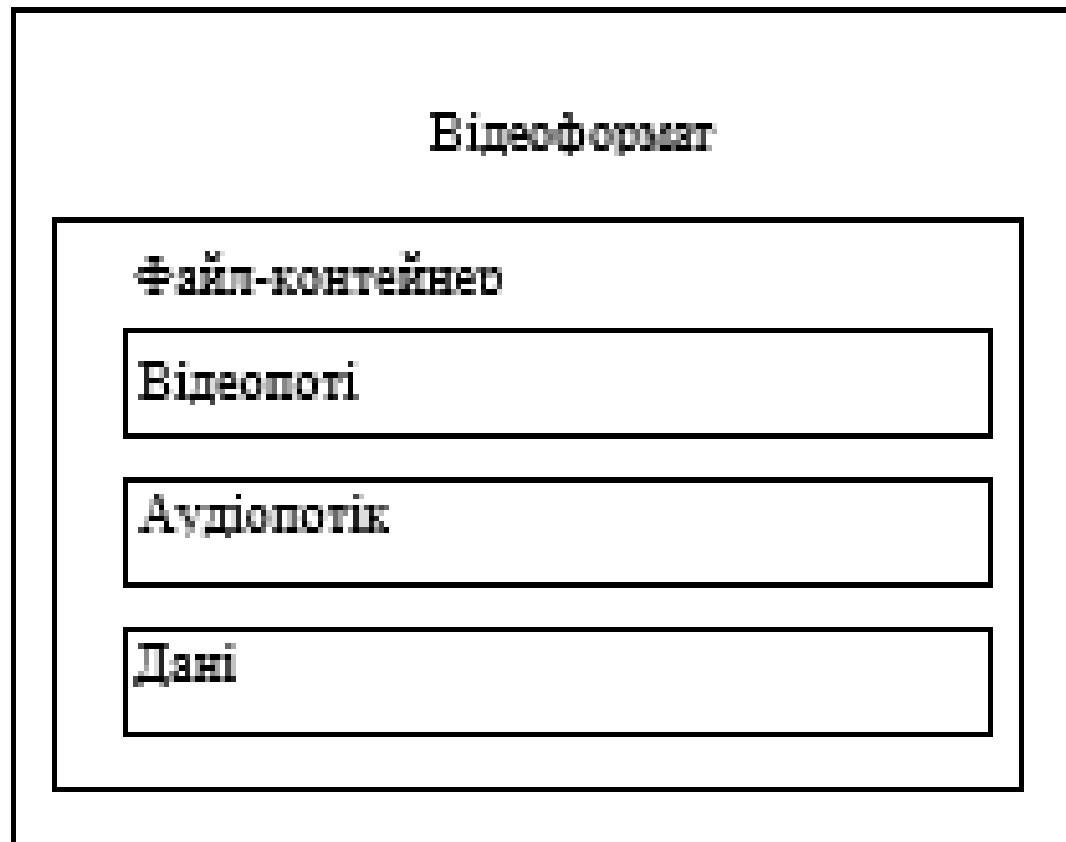 Відеоформат
Файл-контейнер
Відеопоті
Аудіопотік
Дані